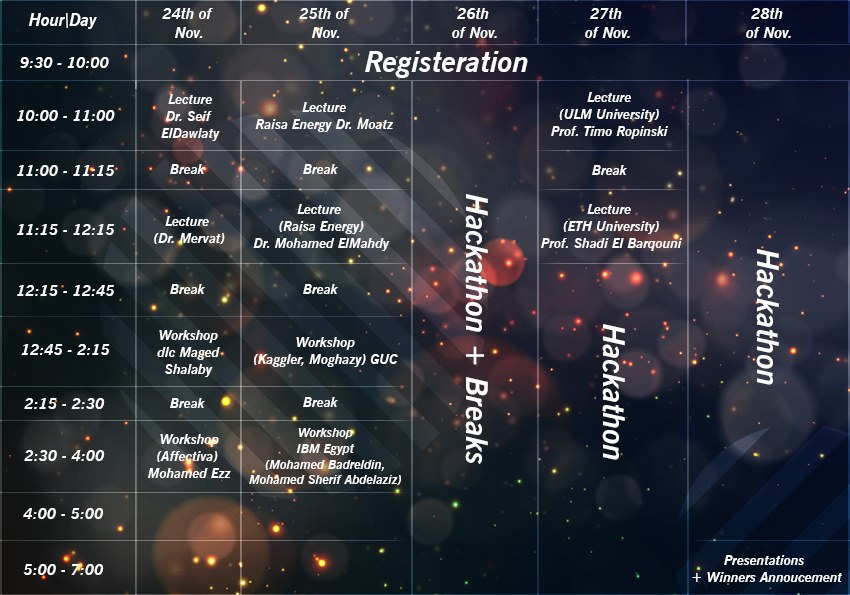 Hour|Day
24th of
Nov.
25th of
Nov.
26th
of Nov.
27th
of Nov.
28th
of Nov.
9:30 - 10:00
Registeration
10:00 - 11:00
Lecture
Dr. Seif
ElDawlaty
Lecture
Raisa Energy Dr. Moatz
Lecture
(ULM University)
Prof. Timo Ropinski
11:00 - 11:15
Break
Break
Break
11:15 - 12:15
Lecture
(Dr. Mervat)
Lecture
(Raisa Energy)
Dr. Mohamed ElMahdy
Lecture
(ETH University)
Prof. Shadi El Barqouni
12:15 - 12:45
Break
Break
12:45 - 2:15
Workshop
dlc Maged
Shalaby
Workshop
(Kaggler, Moghazy) GUC
2:15 - 2:30
Break
Break
2:30 - 4:00
Workshop
(Affectiva)
Mohamed Ezz
Workshop
IBM Egypt
(Mohamed Badreldin,
Mohamed Sherif Abdelaziz)
Hackathon + Breaks
Hackathon
Hackathon
4:00 - 5:00
5:00 - 7:00
Presentations
+ Winners Annoucement